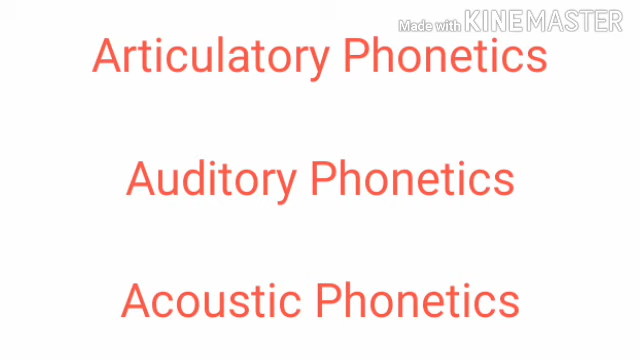 Made with KINEMASTER
Articulatory Phonetics
Auditory Phonetics
Acoustic Phonetics